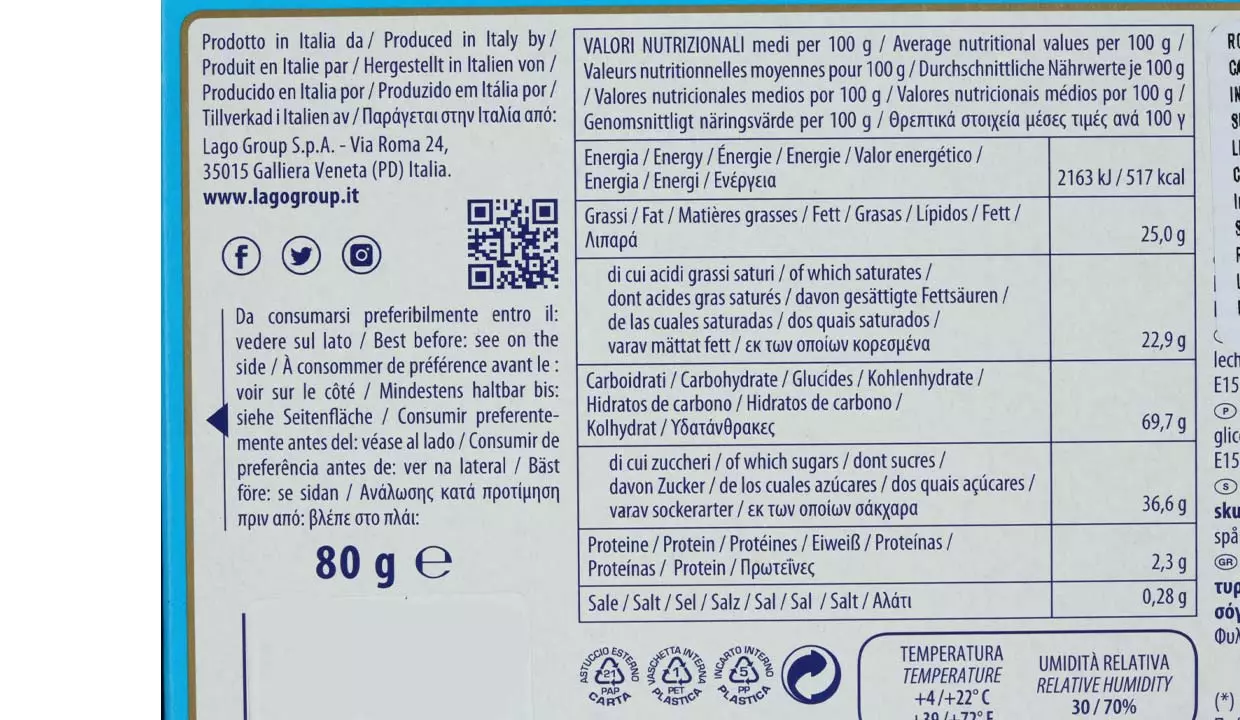 Prodotto in Italia da / Produced in Italy by /
Produit en Italie par / Hergestellt in Italien von /
Producido en Italia por / Produzido em Itália por /
Tillverkad i Italien av / Παράγεται στην Ιταλία από:
Lago Group S.p.A. - Via Roma 24,
35015 Galliera Veneta (PD) Italia.
www.lagogroup.it
Da consumarsi preferibilmente entro il:
vedere sul lato / Best before: see on the
side / À consommer de préférence avant le :
voir sur le côté / Mindestens haltbar bis:
siehe Seitenfläche / Consumir preferente-
mente antes del: véase al lado / Consumir de
preferência antes de: ver na lateral / Bäst
före: se sidan / Ανάλωσης κατά προτίμηση
πριν από: βλέπε στο πλάι:
80 g ℮
VALORI NUTRIZIONALI medi per 100 g / Average nutritional values per 100 g /
Valeurs nutritionnelles moyennes pour 100 g / Durchschnittliche Nährwerte je 100 g
/ Valores nutricionales medios por 100 g / Valores nutricionais médios por 100 g /
Genomsnittligt näringsvärde per 100 g / Θρεπτικά στοιχεία μέσες τιμές ανά 100 γ
Energia / Energy / Énergie / Energie / Valor energético /
Energia / Energi / Ενέργεια 2163 kJ / 517 kcal
Grassi / Fat / Matières grasses / Fett / Grasas / Lípidos / Fett /
Λιπαρά 25,0 g
di cui acidi grassi saturi / of which saturates /
dont acides gras saturés / davon gesättigte Fettsäuren /
de las cuales saturadas / dos quais saturados /
varav mättat fett / εκ των οποίων κορεσμένα 22,9 g
Carboidrati / Carbohydrate / Glucides / Kohlenhydrate /
Hidratos de carbono / Hidratos de carbono /
Kolhydrat / Υδατάνθρακες 69,7 g
di cui zuccheri / of which sugars / dont sucres /
davon Zucker / de los cuales azúcares / dos quais açúcares /
varav sockerarter / εκ των οποίων σάκχαρα 36,6 g
Proteine / Protein / Protéines / Eiweiß / Proteínas /
Proteínas / Protein / Πρωτεΐνες 2,3 g
Sale / Salt / Sel / Salz / Sal / Sal / Salt / Αλάτι 0,28 g
ASTUCCIO ESTERNO 21 PAP CARTA
VASCHETTA INTERNA 1 PET PLASTICA
INCARTO INTERNO 5 PP PLASTICA
TEMPERATURA
TEMPERATURE
+4/+22° C
+39/+72° F
UMIDITÀ RELATIVA
RELATIVE HUMIDITY
30 / 70%
lech
E15
P
glic
E15
S
sku
spå
GR
τυρ
σόγ
Φυλ
(*)